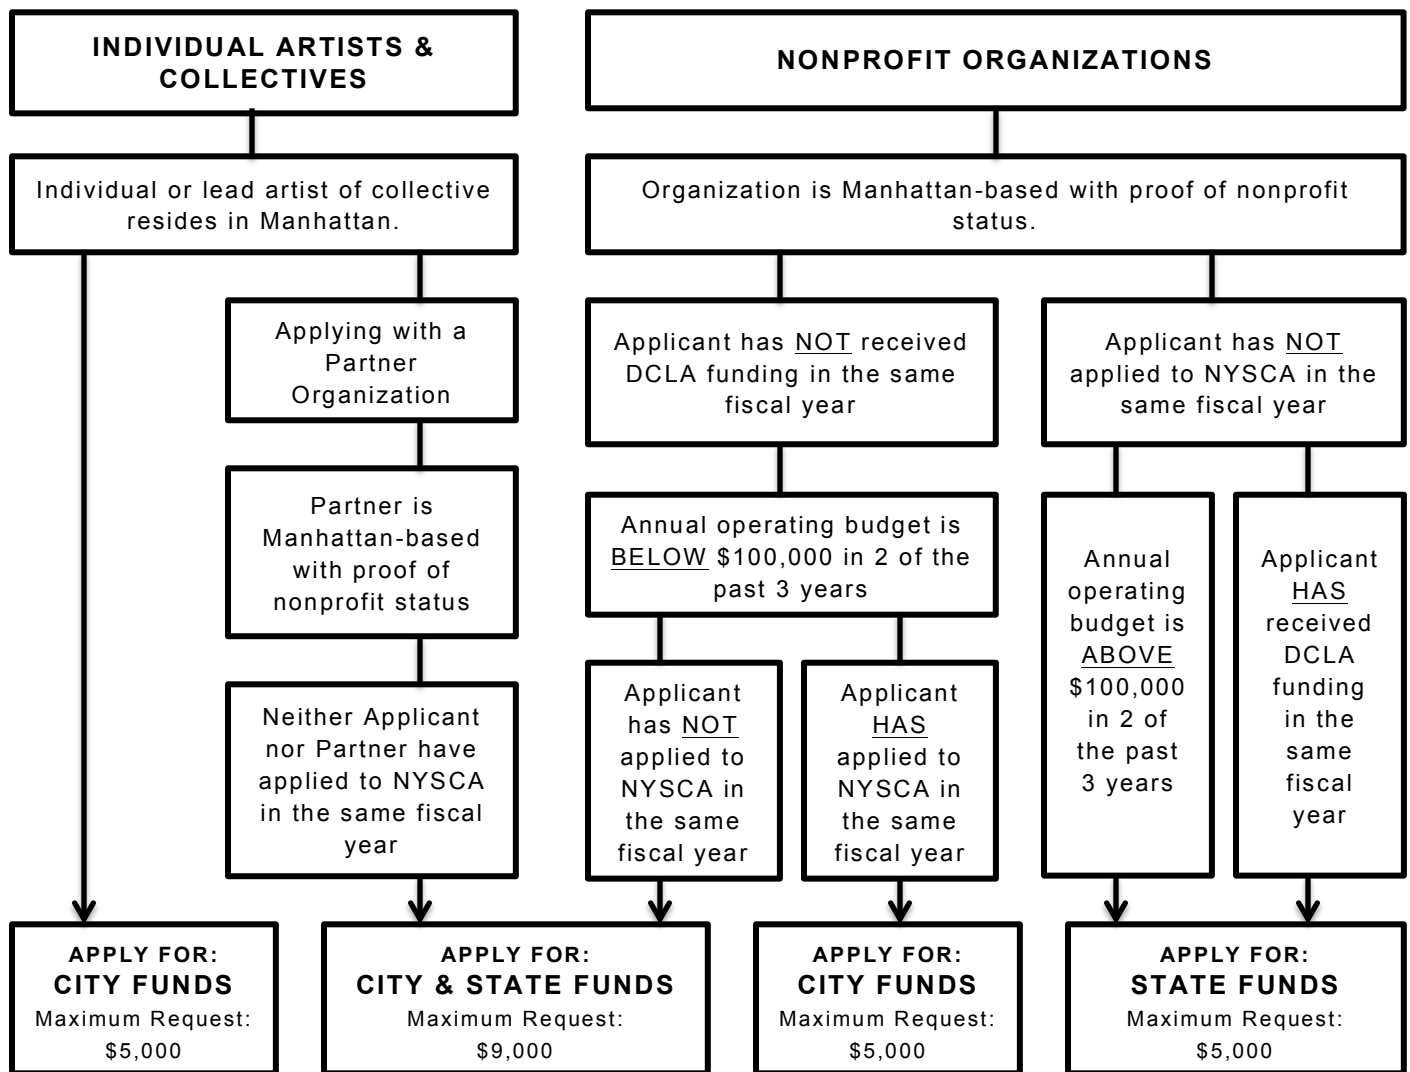 INDIVIDUAL ARTISTS &
COLLECTIVES
NONPROFIT ORGANIZATIONS
Individual or lead artist of collective
resides in Manhattan.
Organization is Manhattan-based with proof of nonprofit
status.
Applying with a
Partner
Organization
Applicant has NOT received
DCLA funding in the same
fiscal year
Applicant has NOT
applied to NYSCA in the
same fiscal year
Partner is
Manhattan-based
with proof of
nonprofit status
Annual operating budget is
BELOW $100,000 in 2 of the
past 3 years
Annual
operating
budget is
ABOVE
$100,000
in 2 of
the past
3 years
Applicant
HAS
received
DCLA
funding
in the
same
fiscal
year
Neither Applicant
nor Partner have
applied to NYSCA
in the same fiscal
year
Applicant
has NOT
applied to
NYSCA in
the same
fiscal year
Applicant
HAS
applied to
NYSCA in
the same
fiscal year
APPLY FOR:
CITY FUNDS
Maximum Request:
$5,000
APPLY FOR:
CITY & STATE FUNDS
Maximum Request:
$9,000
APPLY FOR:
CITY FUNDS
Maximum Request:
$5,000
APPLY FOR:
STATE FUNDS
Maximum Request:
$5,000